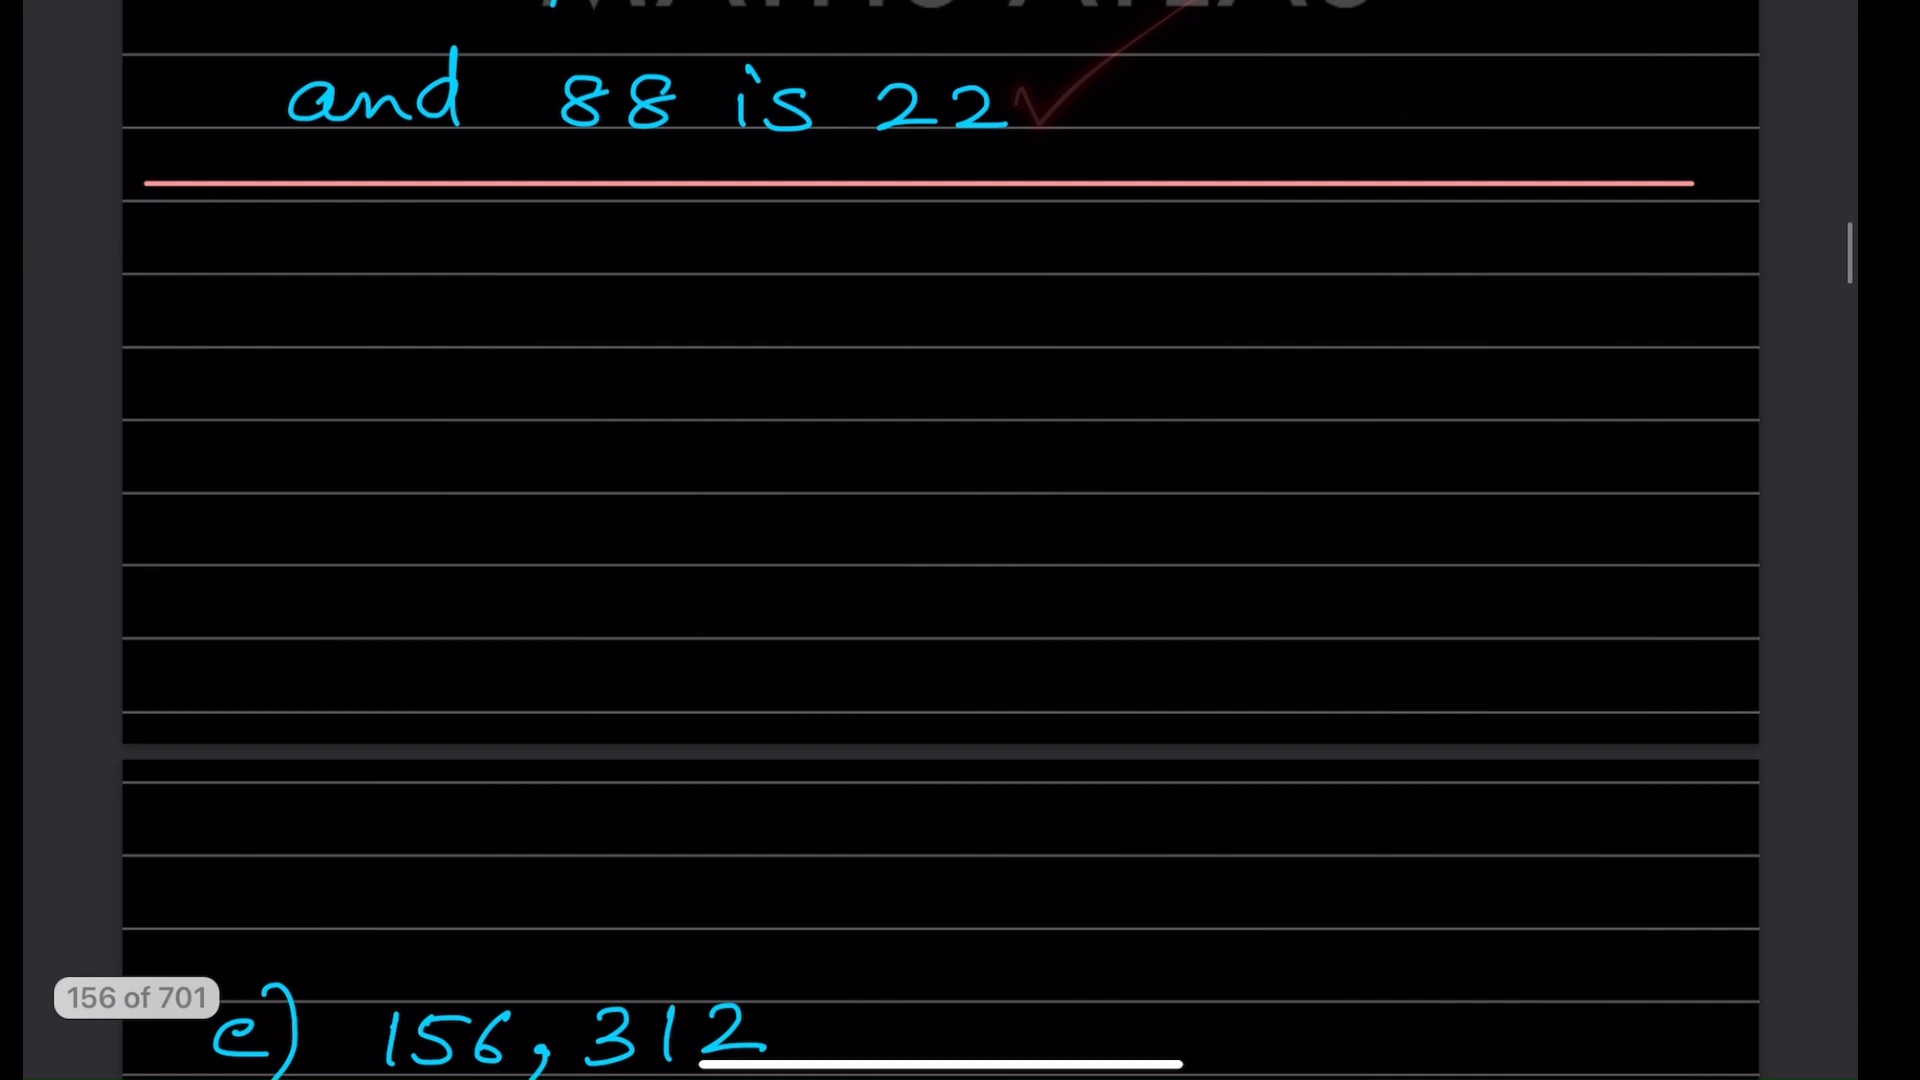 and 88 is 22
156 of 701
e) 156, 312